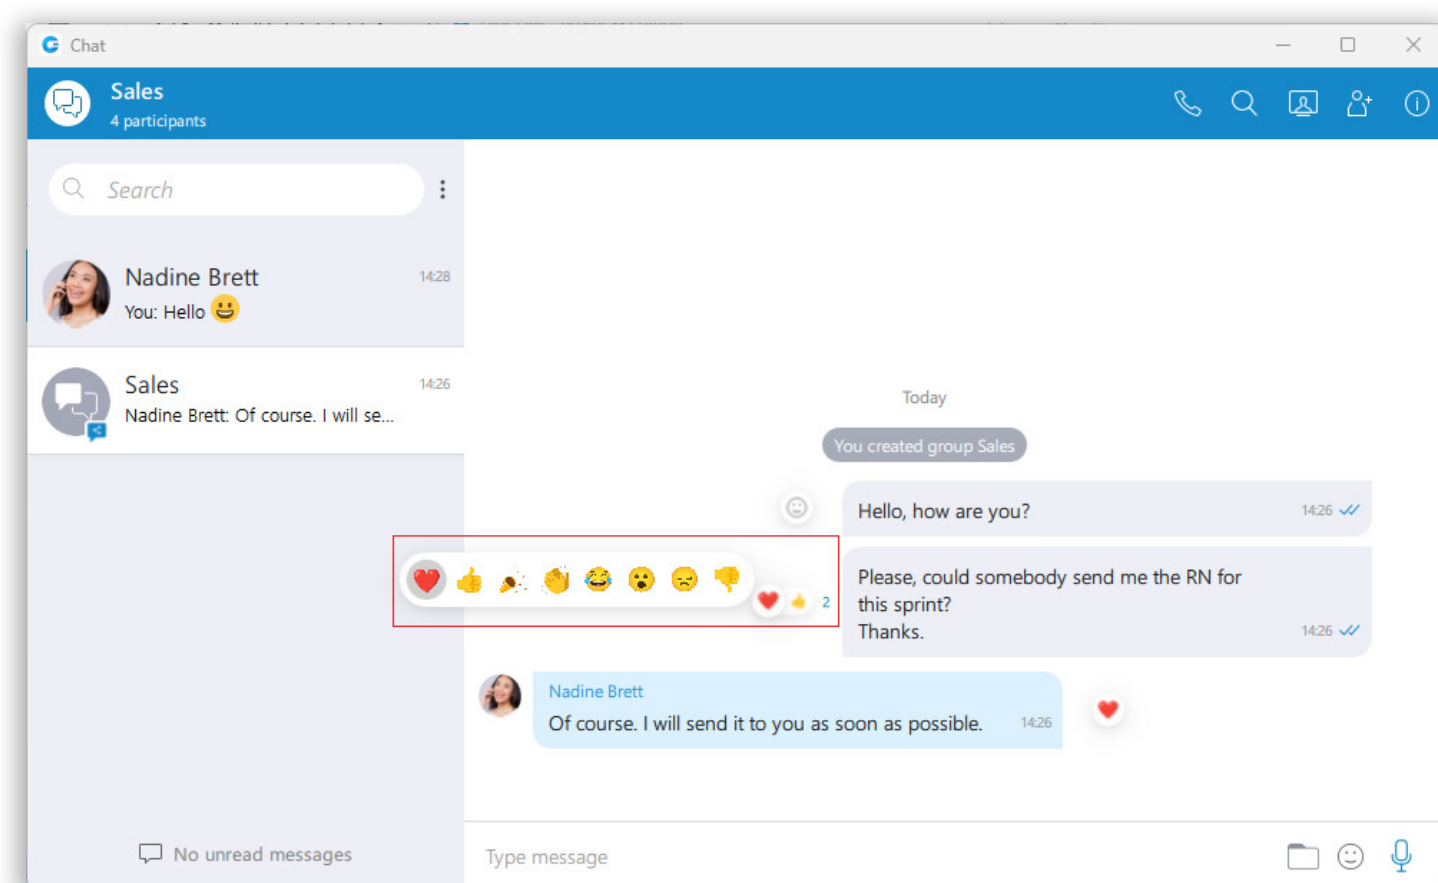 Chat
Sales
4 participants
Search
Nadine Brett
14:28
You: Hello 😀
Sales
14:26
Nadine Brett: Of course. I will se...
No unread messages
Today
You created group Sales
Hello, how are you?
14:26
2
Please, could somebody send me the RN for
this sprint?
Thanks.
14:26
Nadine Brett
Of course. I will send it to you as soon as possible.
14:26
Type message